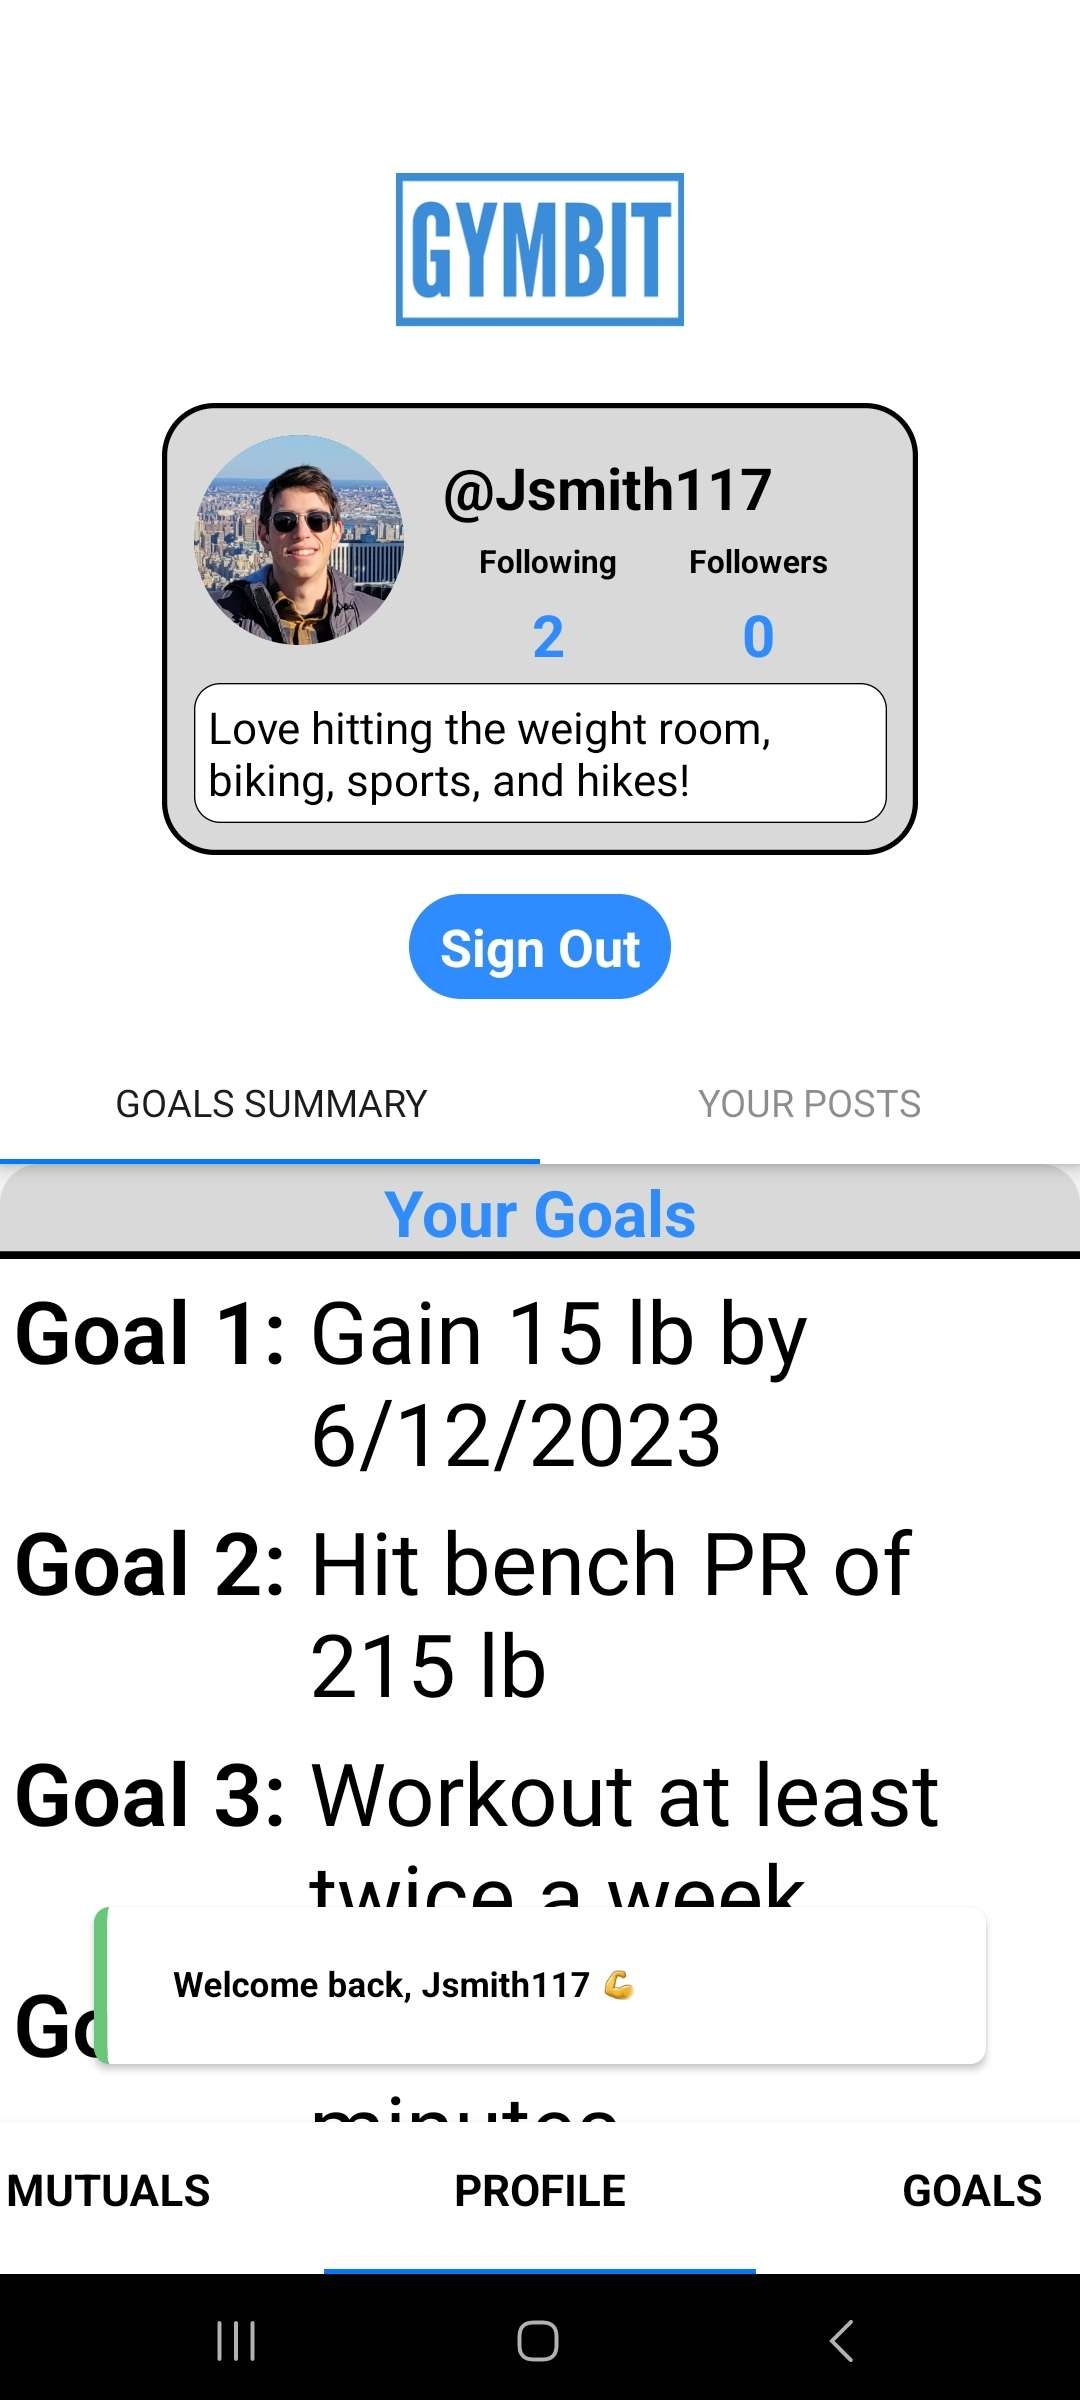 GYMBIT
@Jsmith117
Following Followers
2 0
Love hitting the weight room,
biking, sports, and hikes!
Sign Out
GOALS SUMMARY YOUR POSTS
Your Goals
Goal 1: Gain 15 lb by
6/12/2023
Goal 2: Hit bench PR of
215 lb
Goal 3: Workout at least
twice a week
Welcome back, Jsmith117 💪
minutes
MUTUALS PROFILE GOALS